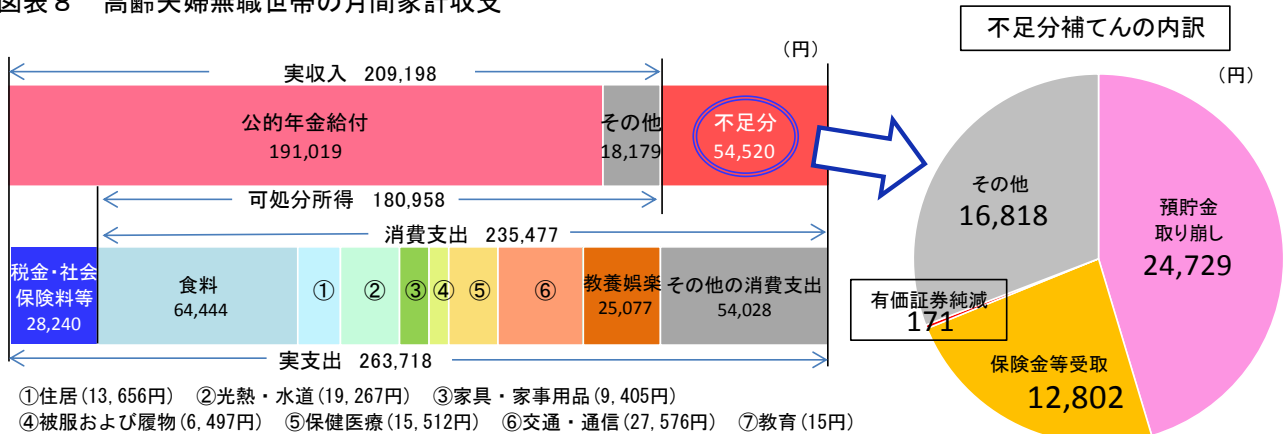 図表8 高齢夫婦無職世帯の月間家計収支
不足分補てんの内訳
(円)
実収入 209,198
公的年金給付
191,019
その他
18,179
不足分
54,520
可処分所得 180,958
消費支出 235,477
税金・社会
保険料等
28,240
食料
64,444
①
②
③
④
⑤
⑥
教養娯楽
25,077
その他の消費支出
54,028
実支出 263,718
①住居(13,656円) ②光熱・水道(19,267円) ③家具・家事用品(9,405円)
④被服および履物(6,497円) ⑤保健医療(15,512円) ⑥交通・通信(27,576円) ⑦教育(15円)
(円)
預貯金
取り崩し
24,729
その他
16,818
有価証券純減
171
保険金等受取
12,802